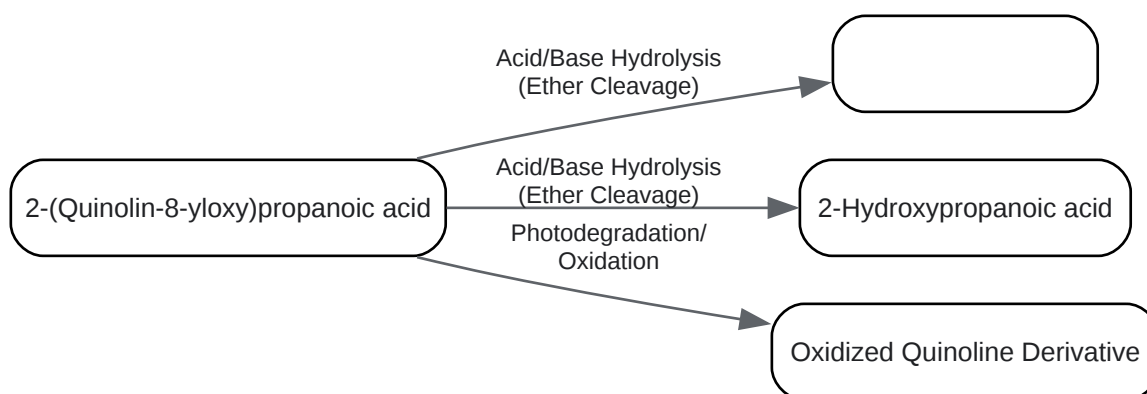 Acid/Base Hydrolysis
(Ether Cleavage)
2-(Quinolin-8-yloxy)propanoic acid
Acid/Base Hydrolysis
(Ether Cleavage)
2-Hydroxypropanoic acid
Photodegradation/
Oxidation
Oxidized Quinoline Derivative